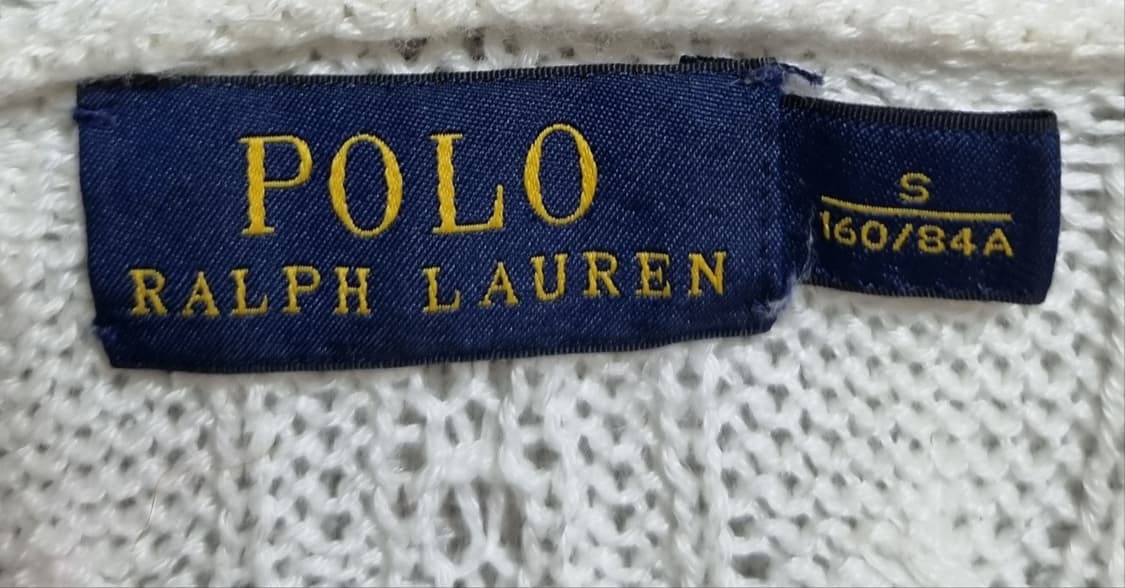 POLO
RALPH LAUREN
S
160/84A